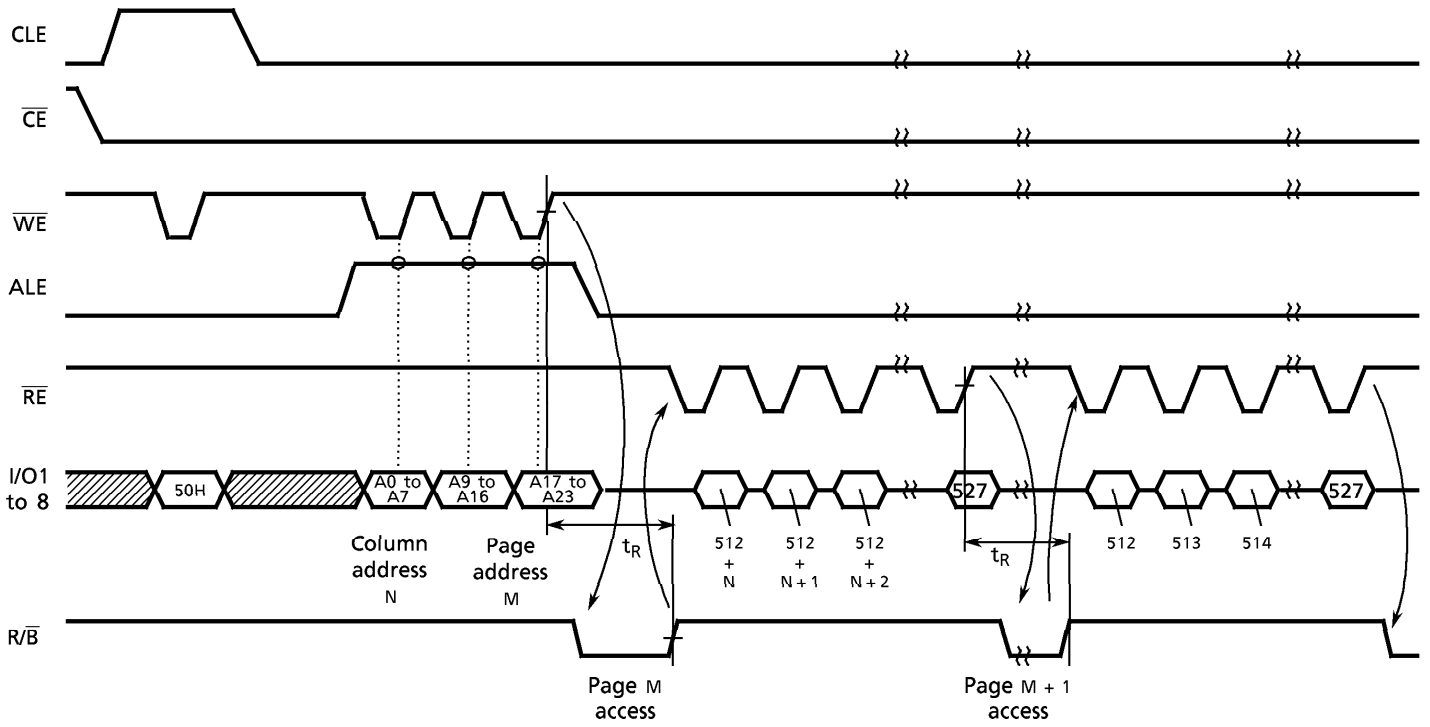 CLE
CE
WE
ALE
RE
I/O1
to 8
50H
A0 to
A7
A9 to
A16
A17 to
A23
527
527
Column
address
N
Page
address
M
tR
512
+
N
512
+
N + 1
512
+
N + 2
tR
512
513
514
R/B
Page M
access
Page M + 1
access